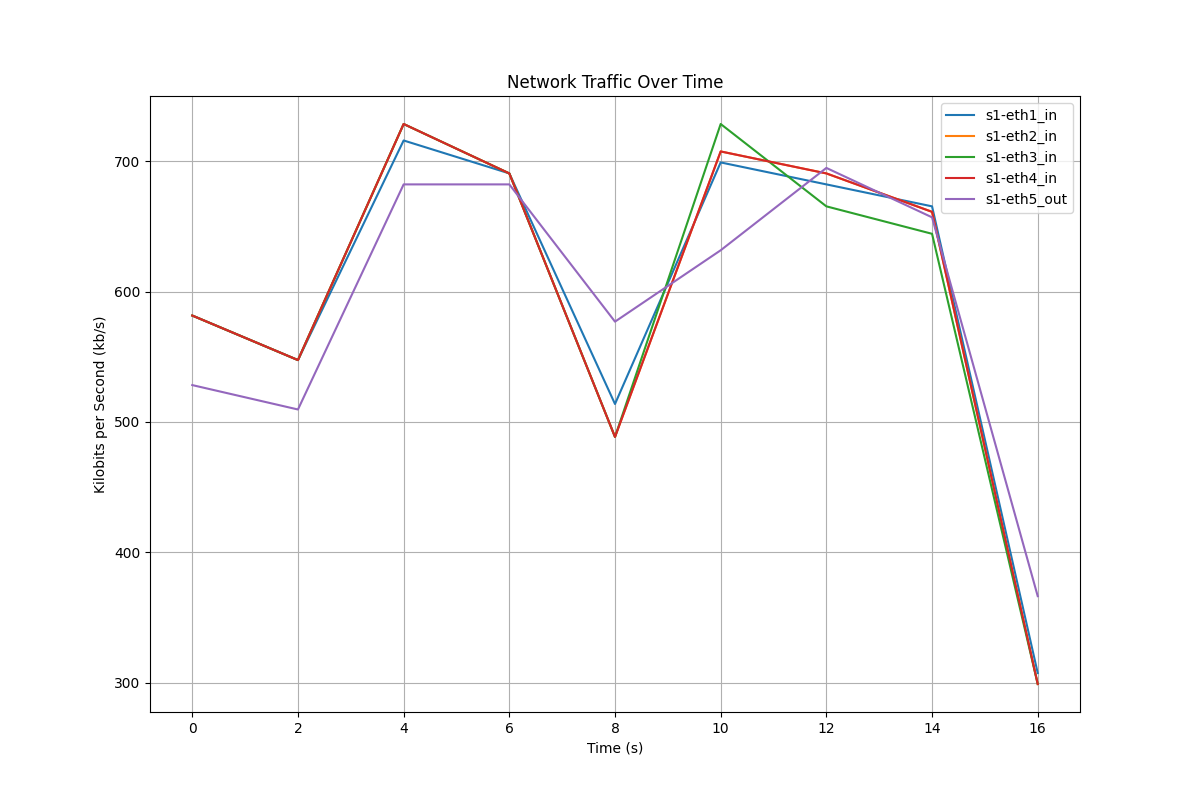 Network Traffic Over Time
s1-eth1_in
s1-eth2_in
s1-eth3_in
s1-eth4_in
s1-eth5_out
700
600
500
400
300
Kilobits per Second (kb/s)
0 2 4 6 8 10 12 14 16
Time (s)